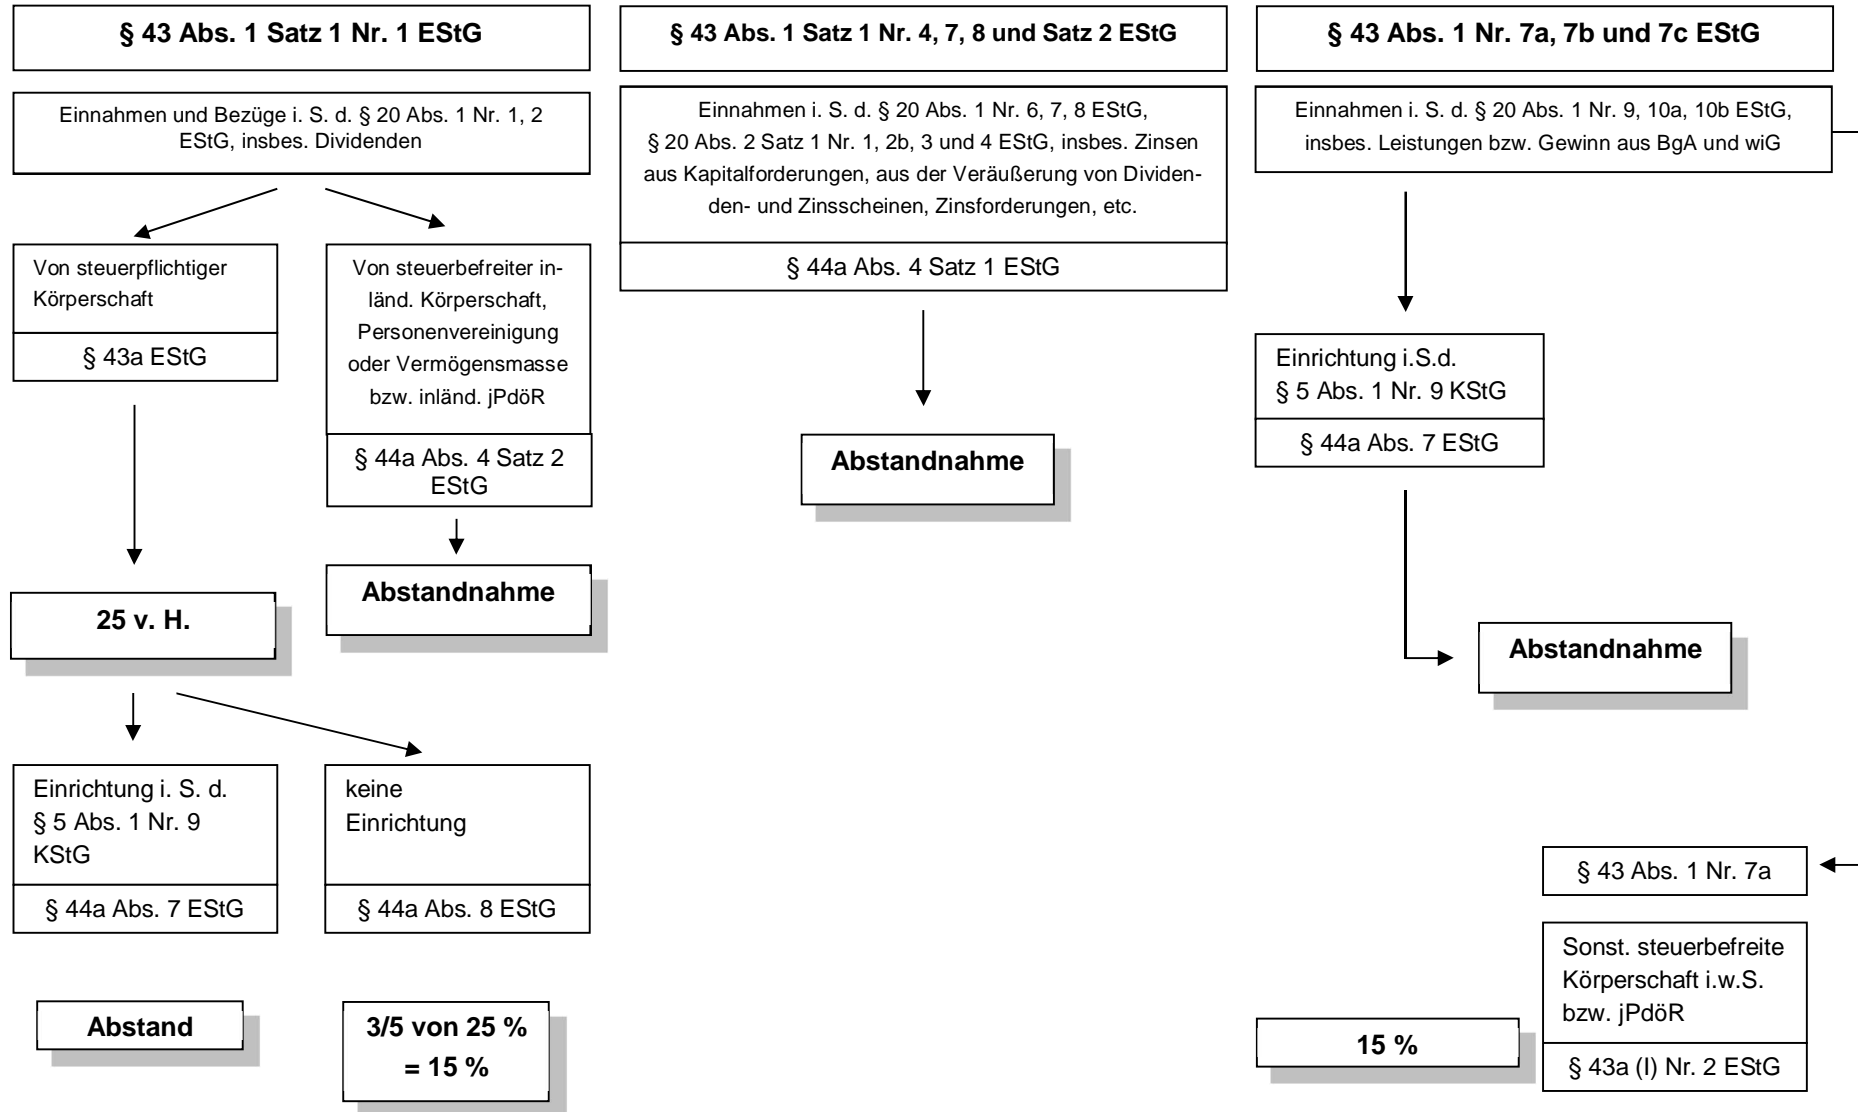 § 43 Abs. 1 Satz 1 Nr. 1 EStG
Einnahmen und Bezüge i. S. d. § 20 Abs. 1 Nr. 1, 2
EStG, insbes. Dividenden
Von steuerpflichtiger
Körperschaft
§ 43a EStG
Von steuerbefreiter in-
länd. Körperschaft,
Personenvereinigung
oder Vermögensmasse
bzw. inländ. jPdöR
§ 44a Abs. 4 Satz 2
EStG
Abstandnahme
25 v. H.
Einrichtung i. S. d.
§ 5 Abs. 1 Nr. 9
KStG
§ 44a Abs. 7 EStG
keine
Einrichtung
§ 44a Abs. 8 EStG
Abstand
3/5 von 25 %
= 15 %
§ 43 Abs. 1 Satz 1 Nr. 4, 7, 8 und Satz 2 EStG
Einnahmen i. S. d. § 20 Abs. 1 Nr. 6, 7, 8 EStG,
§ 20 Abs. 2 Satz 1 Nr. 1, 2b, 3 und 4 EStG, insbes. Zinsen
aus Kapitalforderungen, aus der Veräußerung von Dividen-
den- und Zinsscheinen, Zinsforderungen, etc.
§ 44a Abs. 4 Satz 1 EStG
Abstandnahme
§ 43 Abs. 1 Nr. 7a, 7b und 7c EStG
Einnahmen i. S. d. § 20 Abs. 1 Nr. 9, 10a, 10b EStG,
insbes. Leistungen bzw. Gewinn aus BgA und wiG
Einrichtung i.S.d.
§ 5 Abs. 1 Nr. 9 KStG
§ 44a Abs. 7 EStG
Abstandnahme
§ 43 Abs. 1 Nr. 7a
Sonst. steuerbefreite
Körperschaft i.w.S.
bzw. jPdöR
§ 43a (I) Nr. 2 EStG
15 %